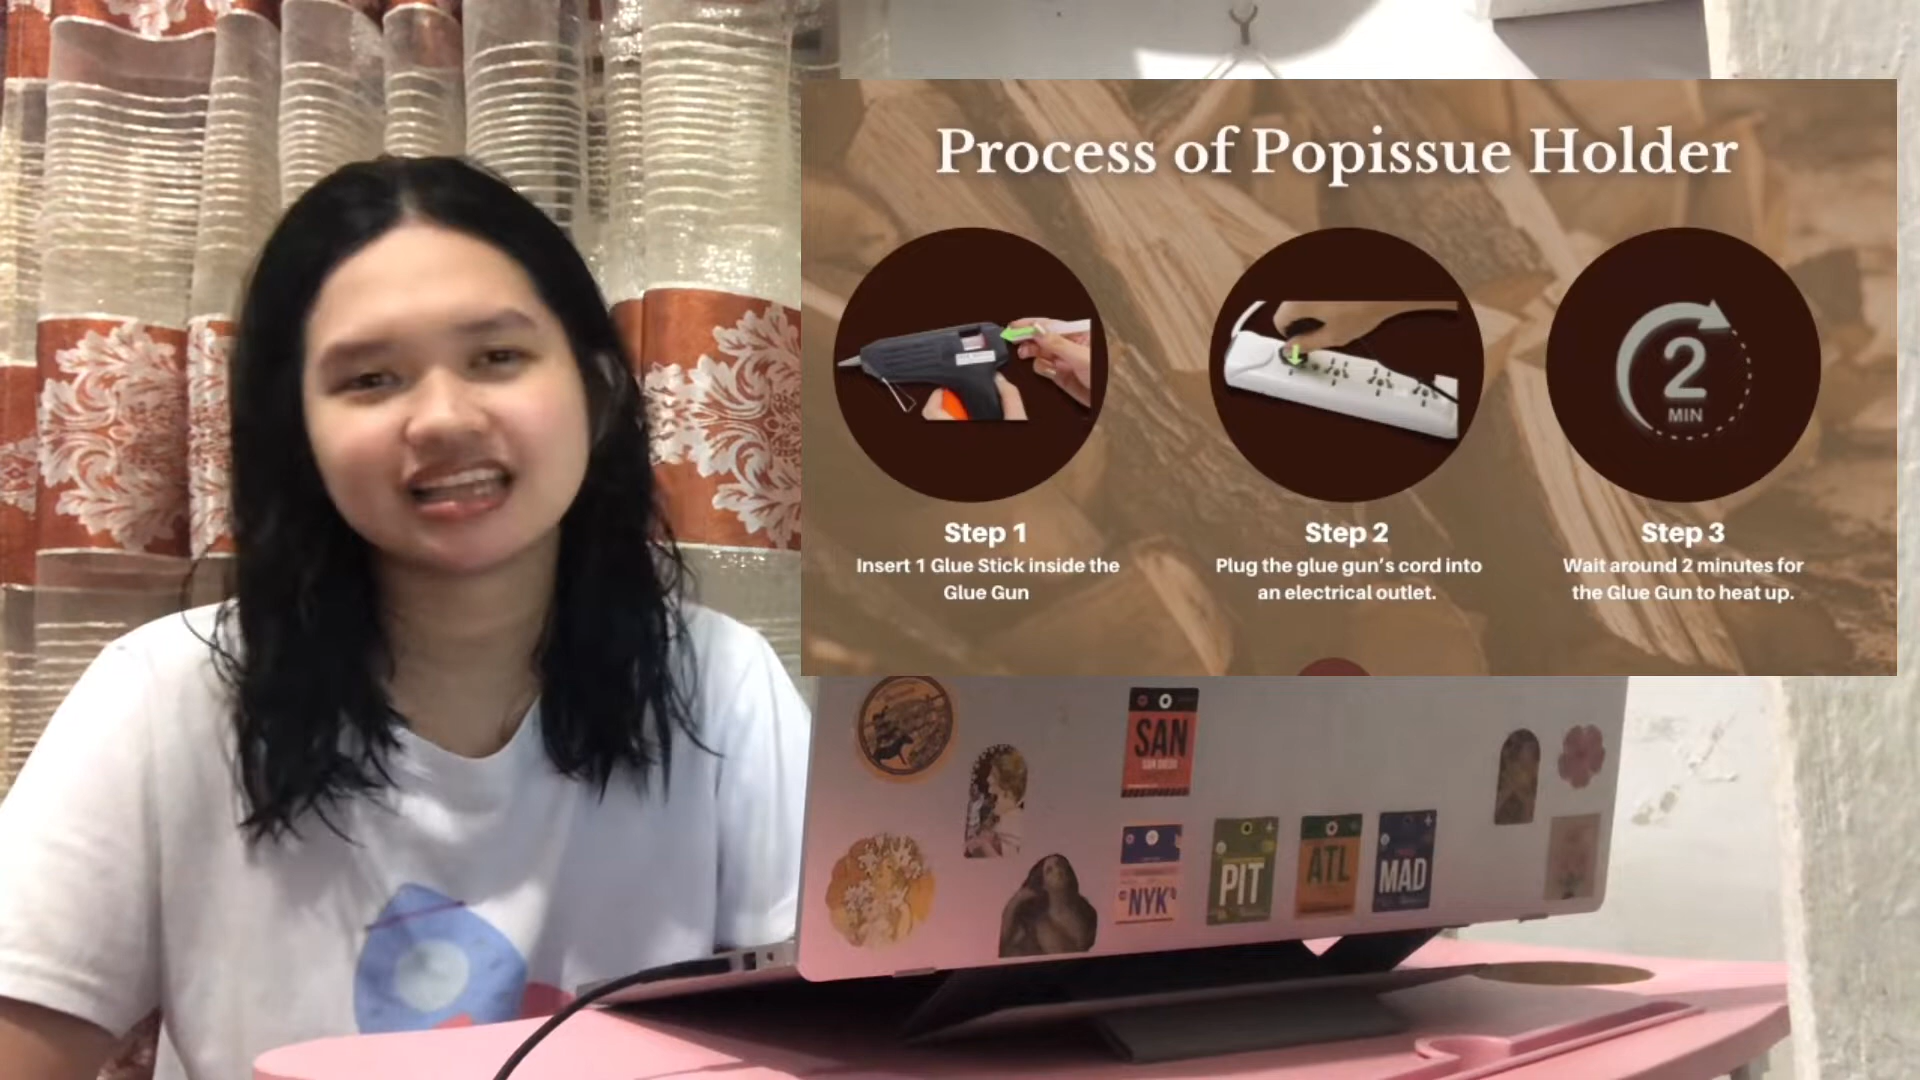 Process of Popissue Holder
2
MIN
Step 1
Insert 1 Glue Stick inside the
Glue Gun
Step 2
Plug the glue gun’s cord into
an electrical outlet.
Step 3
Wait around 2 minutes for
the Glue Gun to heat up.
SAN
SAN DIEGO
NYK
PIT
ATL
MAD